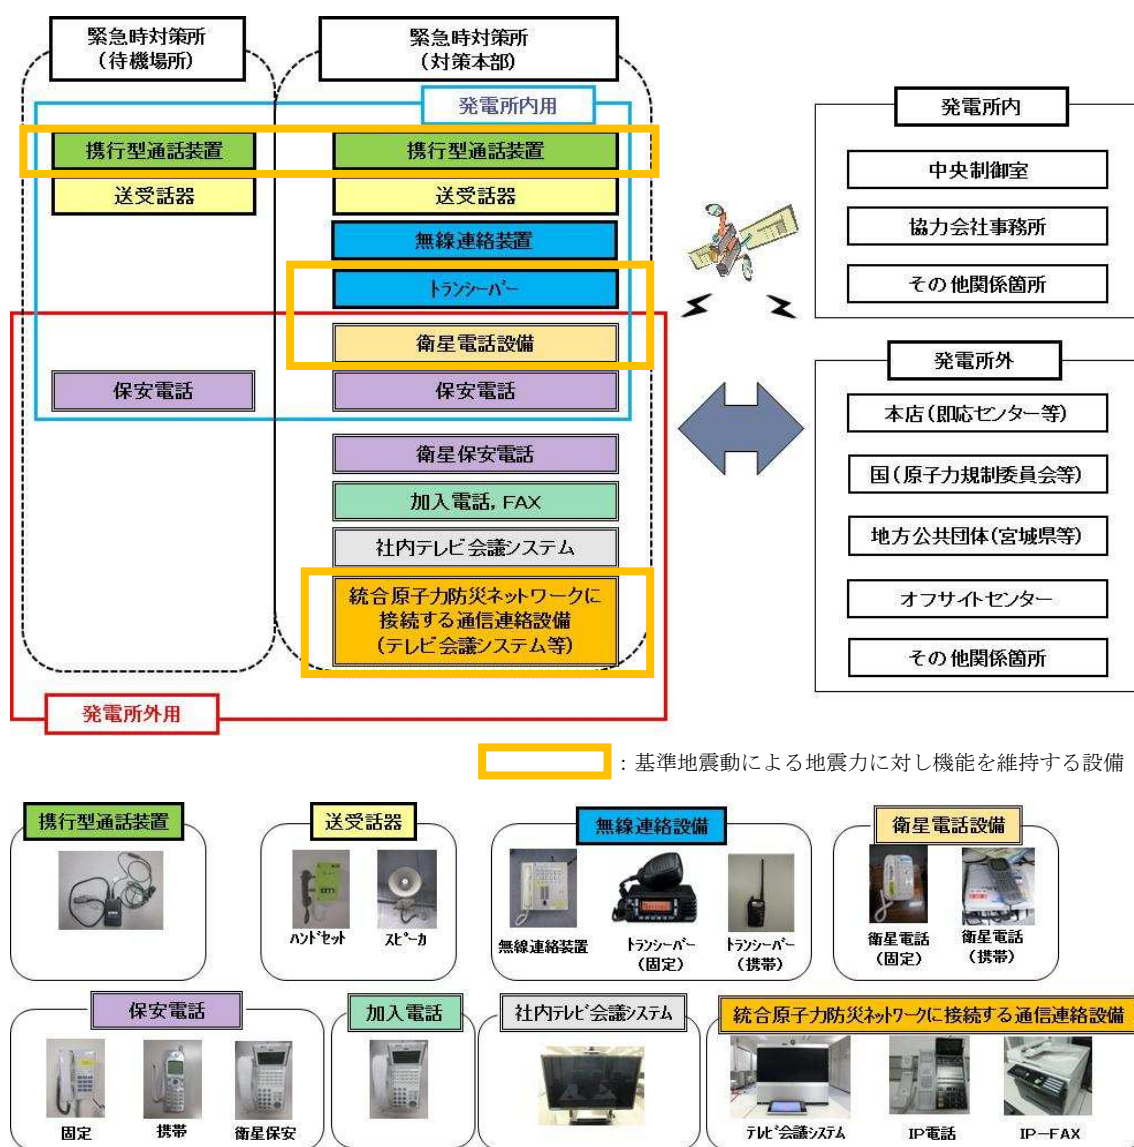 緊急時対策所
(待機場所)
緊急時対策所
(対策本部)
発電所内用
携行型通話装置
携行型通話装置
送受話器
送受話器
無線連絡装置
トランシーバー
衛星電話設備
保安電話
保安電話
衛星保安電話
加入電話, FAX
社内テレビ会議システム
統合原子力防災ネットワークに
接続する通信連絡設備
(テレビ会議システム等)
発電所外用
発電所内
中央制御室
協力会社事務所
その他関係箇所
発電所外
本店(即応センター等)
国(原子力規制委員会等)
地方公共団体(宮城県等)
オフサイトセンター
その他関係箇所
:基準地震動による地震力に対し機能を維持する設備
携行型通話装置
送受話器
ハンドセット
スピーカ
無線連絡設備
無線連絡装置
トランシーバー
(固定)
トランシーバー
(携帯)
衛星電話設備
衛星電話
(固定)
衛星電話
(携帯)
保安電話
固定
携帯
衛星保安
加入電話
社内テレビ会議システム
統合原子力防災ネットワークに接続する通信連絡設備
テレビ会議システム
IP電話
IP-FAX